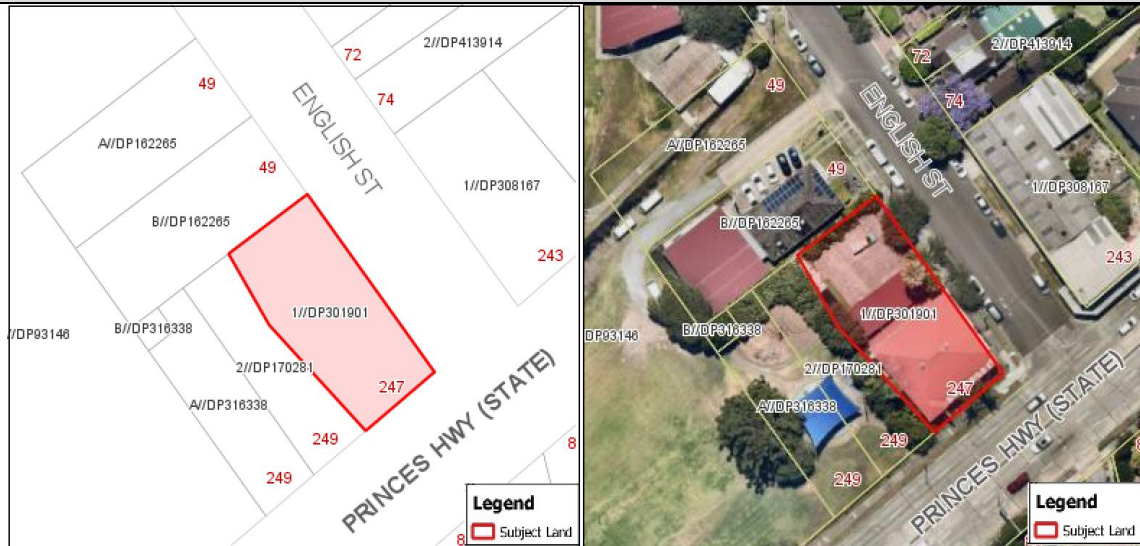 2//DP413914
72
49
74
ENGLISH ST
A//DP162265
49
1//DP308167
B//DP162265
243
1//DP301901
//DP93146
B//DP316338
2//DP170281
247
A//DP316338
249
249
PRINCES HWY (STATE)
8
8
Legend
Subject Land
2//DP413914
72
49
74
ENGLISH ST
A//DP162265
49
1//DP308167
B//DP162265
243
1//DP301901
DP93146
B//DP316338
2//DP170281
247
A//DP316338
249
249
PRINCES HWY (STATE)
Legend
Subject Land